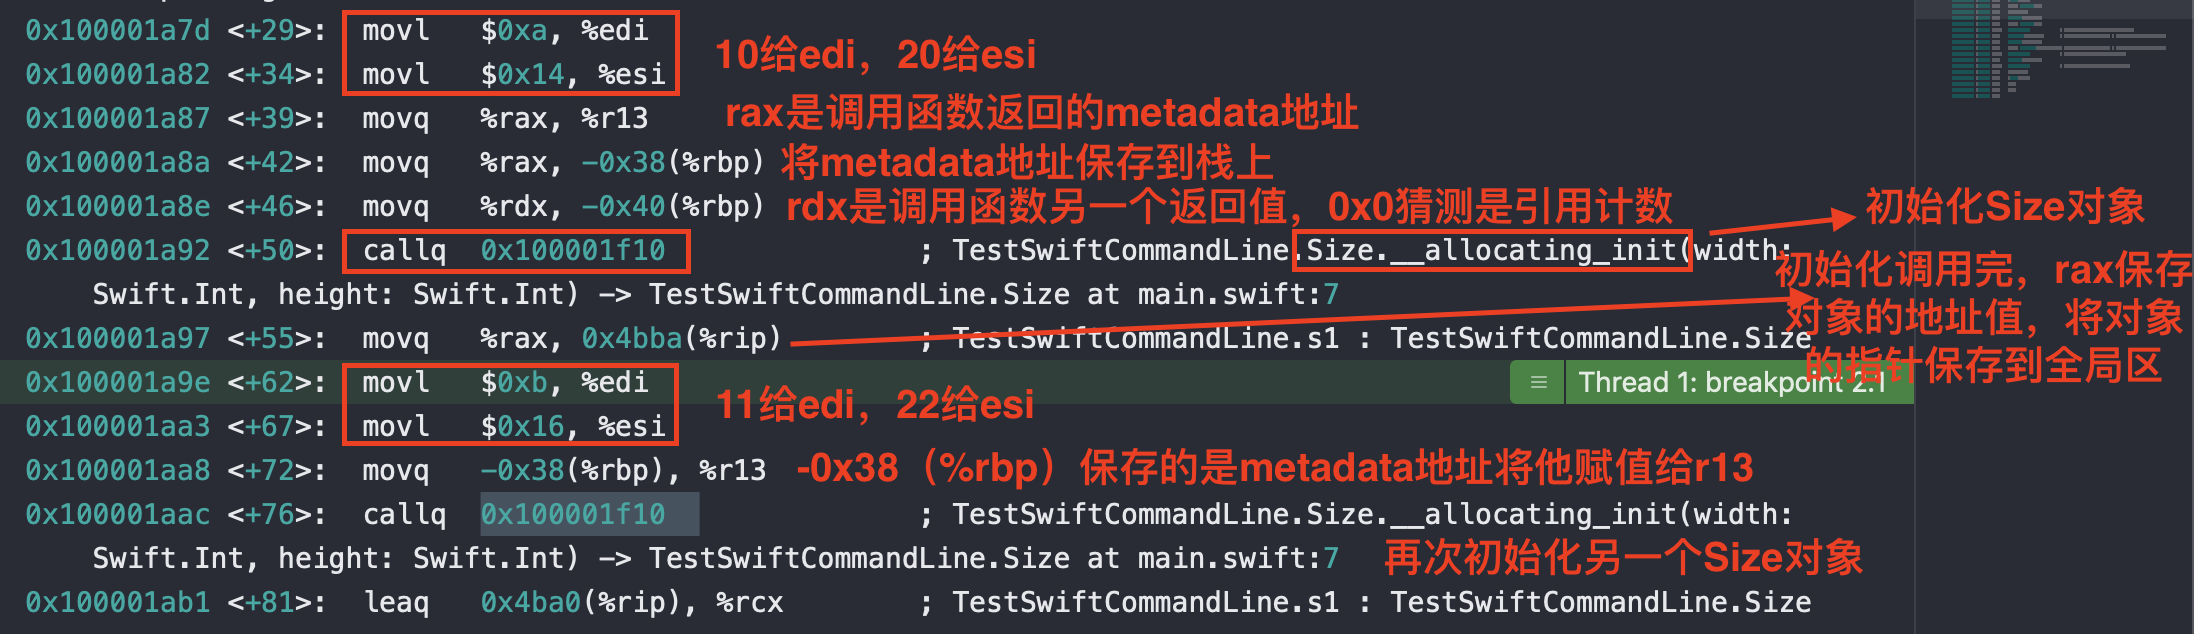 0x100001a7d <+29>: movl $0xa, %edi
10给edi，20给esi
0x100001a82 <+34>: movl $0x14, %esi
0x100001a87 <+39>: movq %rax, %r13
rax是调用函数返回的metadata地址
0x100001a8a <+42>: movq %rax, -0x38(%rbp) 将metadata地址保存到栈上
0x100001a8e <+46>: movq %rdx, -0x40(%rbp) rdx是调用函数另一个返回值，0x0猜测是引用计数
初始化Size对象
0x100001a92 <+50>: callq 0x100001f10 ; TestSwiftCommandLine.Size.__allocating_init(width:
Swift.Int, height: Swift.Int) -> TestSwiftCommandLine.Size at main.swift:7
初始化调用完，rax保存
对象的地址值，将对象
的指针保存到全局区
0x100001a97 <+55>: movq %rax, 0x4bba(%rip) ; TestSwiftCommandLine.s1 : TestSwiftCommandLine.Size
0x100001a9e <+62>: movl $0xb, %edi
Thread 1: breakpoint 2.1
11给edi，22给esi
0x100001aa3 <+67>: movl $0x16, %esi
0x100001aa8 <+72>: movq -0x38(%rbp), %r13 -0x38（%rbp）保存的是metadata地址将他赋值给r13
0x100001aac <+76>: callq 0x100001f10 ; TestSwiftCommandLine.Size.__allocating_init(width:
Swift.Int, height: Swift.Int) -> TestSwiftCommandLine.Size at main.swift:7
再次初始化另一个Size对象
0x100001ab1 <+81>: leaq 0x4ba0(%rip), %rcx ; TestSwiftCommandLine.s1 : TestSwiftCommandLine.Size